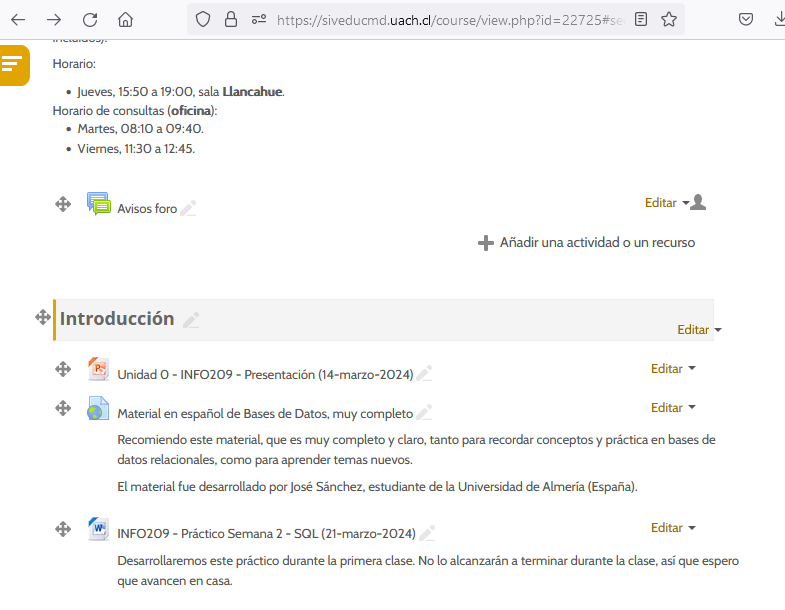 https://siveducmd.uach.cl/course/view.php?id=22725#se
incluidos).
Horario:
Jueves, 15:50 a 19:00, sala Llancahue.
Horario de consultas (oficina):
Martes, 08:10 a 09:40.
Viernes, 11:30 a 12:45.
Avisos foro
Editar
Añadir una actividad o un recurso
Introducción
Editar
Unidad 0 - INFO209 - Presentación (14-marzo-2024)
Editar
Material en español de Bases de Datos, muy completo
Editar
Recomiendo este material, que es muy completo y claro, tanto para recordar conceptos y práctica en bases de
datos relacionales, como para aprender temas nuevos.
El material fue desarrollado por José Sánchez, estudiante de la Universidad de Almería (España).
INFO209 - Práctico Semana 2 - SQL (21-marzo-2024)
Editar
Desarrollaremos este práctico durante la primera clase. No lo alcanzarán a terminar durante la clase, así que espero
que avancen en casa.